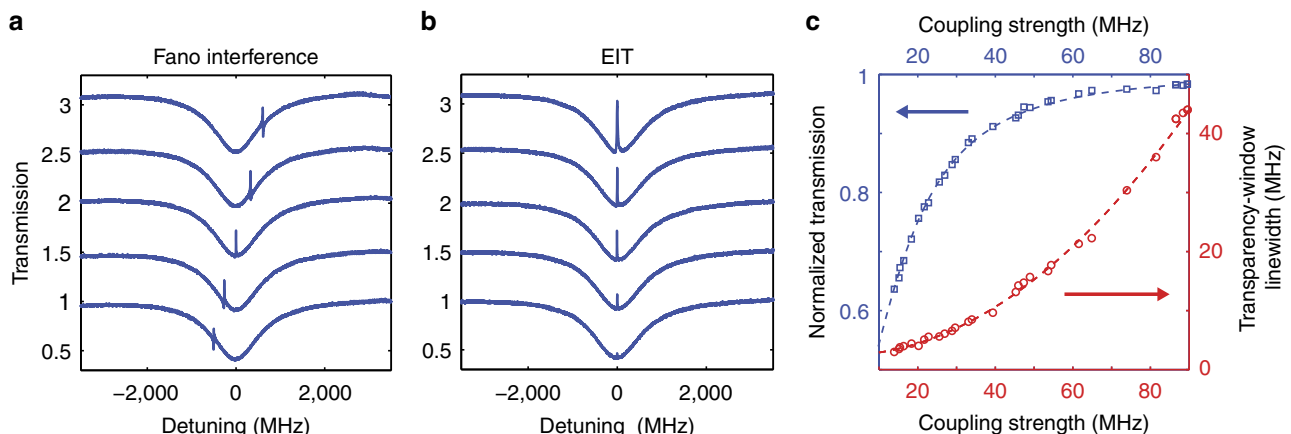 a
Fano interference
Transmission
3
2.5
2
1.5
1
0.5
−2,000 0 2,000
Detuning (MHz)
b
EIT
3
2.5
2
1.5
1
0.5
−2,000 0 2,000
Detuning (MHz)
c
Coupling strength (MHz)
20 40 60 80
Normalized transmission
1
0.8
0.6
40
20
0
Transparency-window
linewidth (MHz)
20 40 60 80
Coupling strength (MHz)